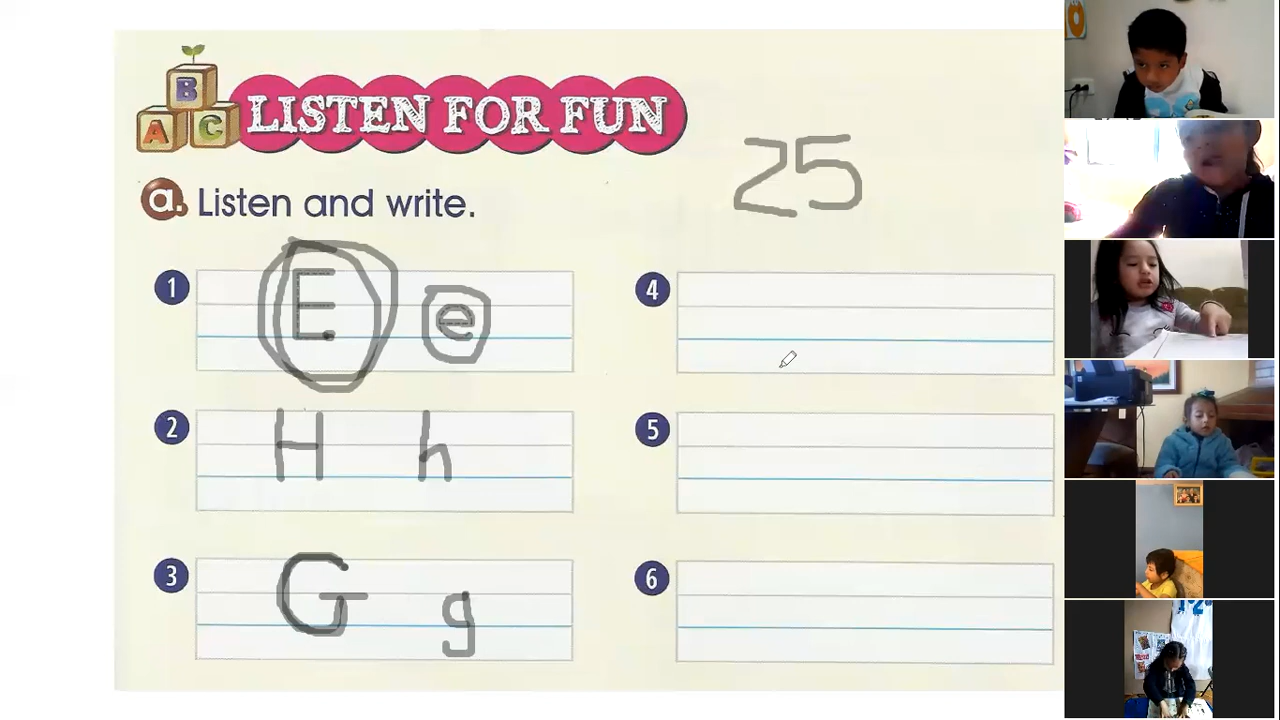 B
A C
LISTEN FOR FUN
25
a. Listen and write.
1 E e
4
2 H h
5
3 G g
6